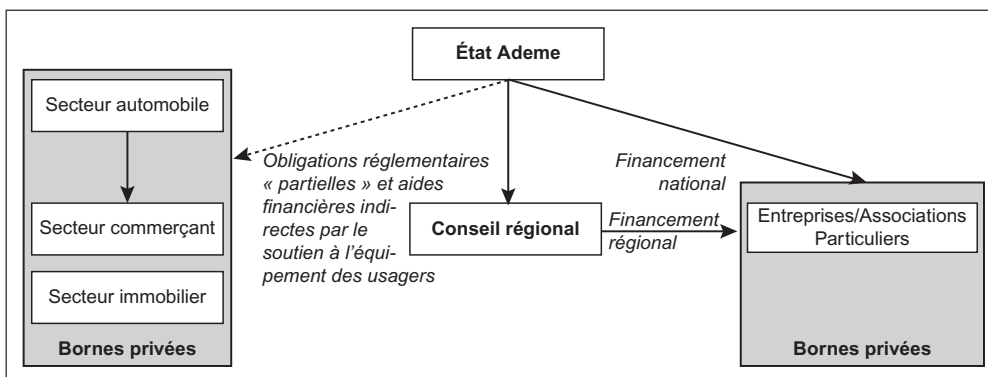 État Ademe
Secteur automobile
Secteur commerçant
Secteur immobilier
Bornes privées
Obligations réglementaires
« partielles » et aides
financières indi-
rectes par le
soutien à l'équi-
pement des usagers
Conseil régional
Financement
national
Financement
régional
Entreprises/Associations
Particuliers
Bornes privées